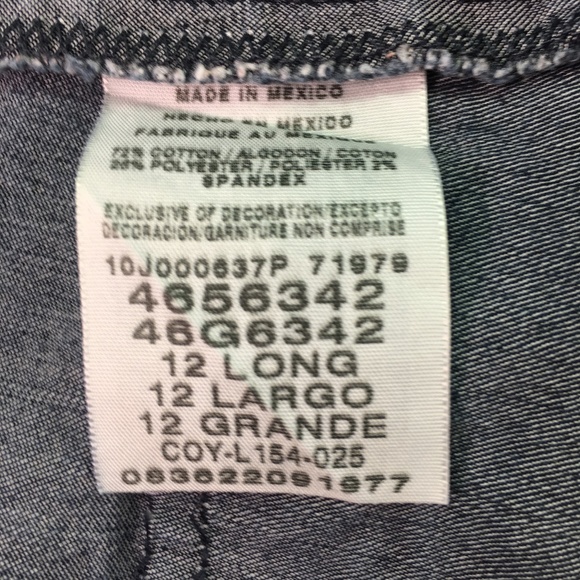 MADE IN MEXICO
HECHO EN MEXICO
FABRIQUE AU MEXIQUE
72% COTTON / ALGODON / COTON
26% POLYESTER / POLIESTER 2%
SPANDEX
EXCLUSIVE OF DECORATION/EXCEPTO
DECORACION/GARNITURE NON COMPRISE
10J000637P 71979
4656342
46G6342
12 LONG
12 LARGO
12 GRANDE
COY-L154-025
063622091977